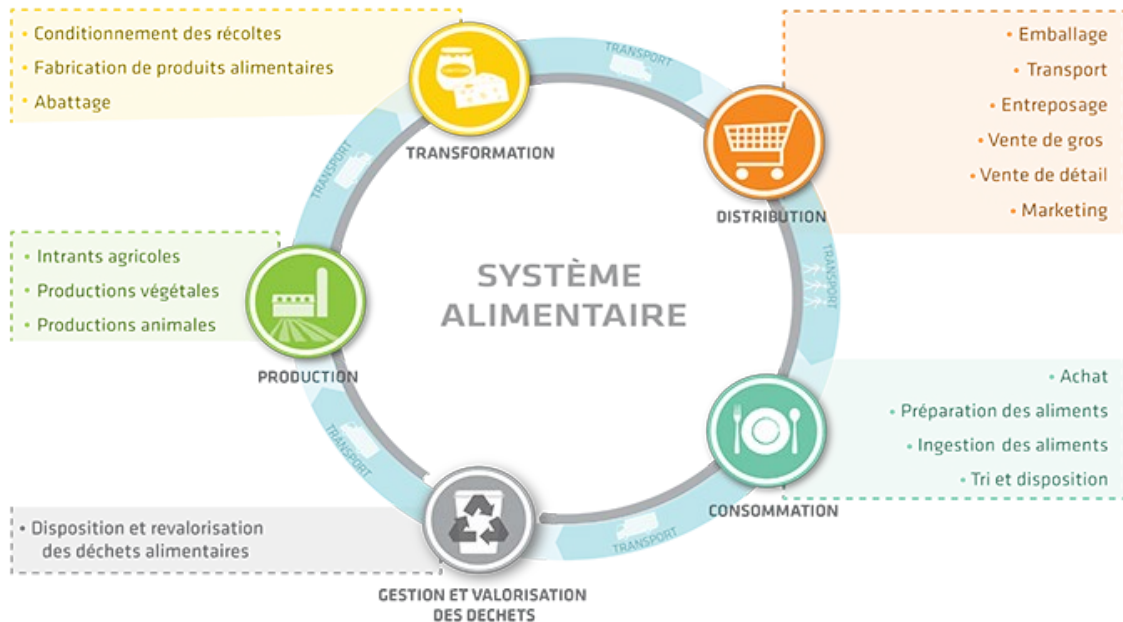 • Conditionnement des récoltes
• Fabrication de produits alimentaires
• Abattage
TRANSFORMATION
TRANSPORT
• Emballage
• Transport
• Entreposage
• Vente de gros
• Vente de détail
• Marketing
DISTRIBUTION
TRANSPORT
• Intrants agricoles
• Productions végétales
• Productions animales
PRODUCTION
TRANSPORT
SYSTÈME
ALIMENTAIRE
• Achat
• Préparation des aliments
• Ingestion des aliments
• Tri et disposition
CONSOMMATION
TRANSPORT
• Disposition et revalorisation
des déchets alimentaires
GESTION ET VALORISATION
DES DECHETS
TRANSPORT